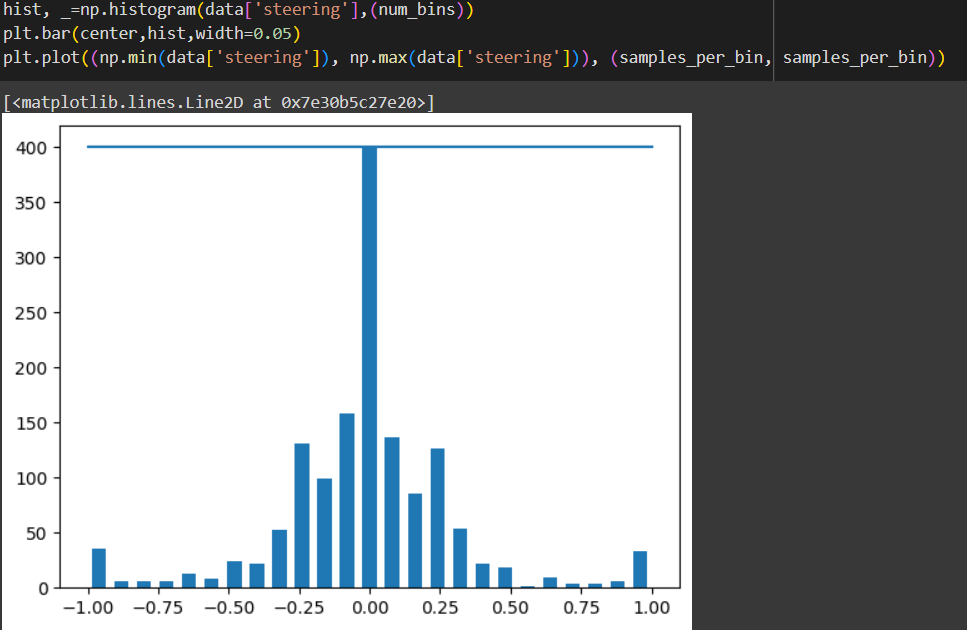 hist, _=np.histogram(data['steering'],(num_bins))
plt.bar(center,hist,width=0.05)
plt.plot((np.min(data['steering']), np.max(data['steering'])), (samples_per_bin, samples_per_bin))
[<matplotlib.lines.Line2D at 0x7e30b5c27e20>]
400
350
300
250
200
150
100
50
0
−1.00 −0.75 −0.50 −0.25 0.00 0.25 0.50 0.75 1.00